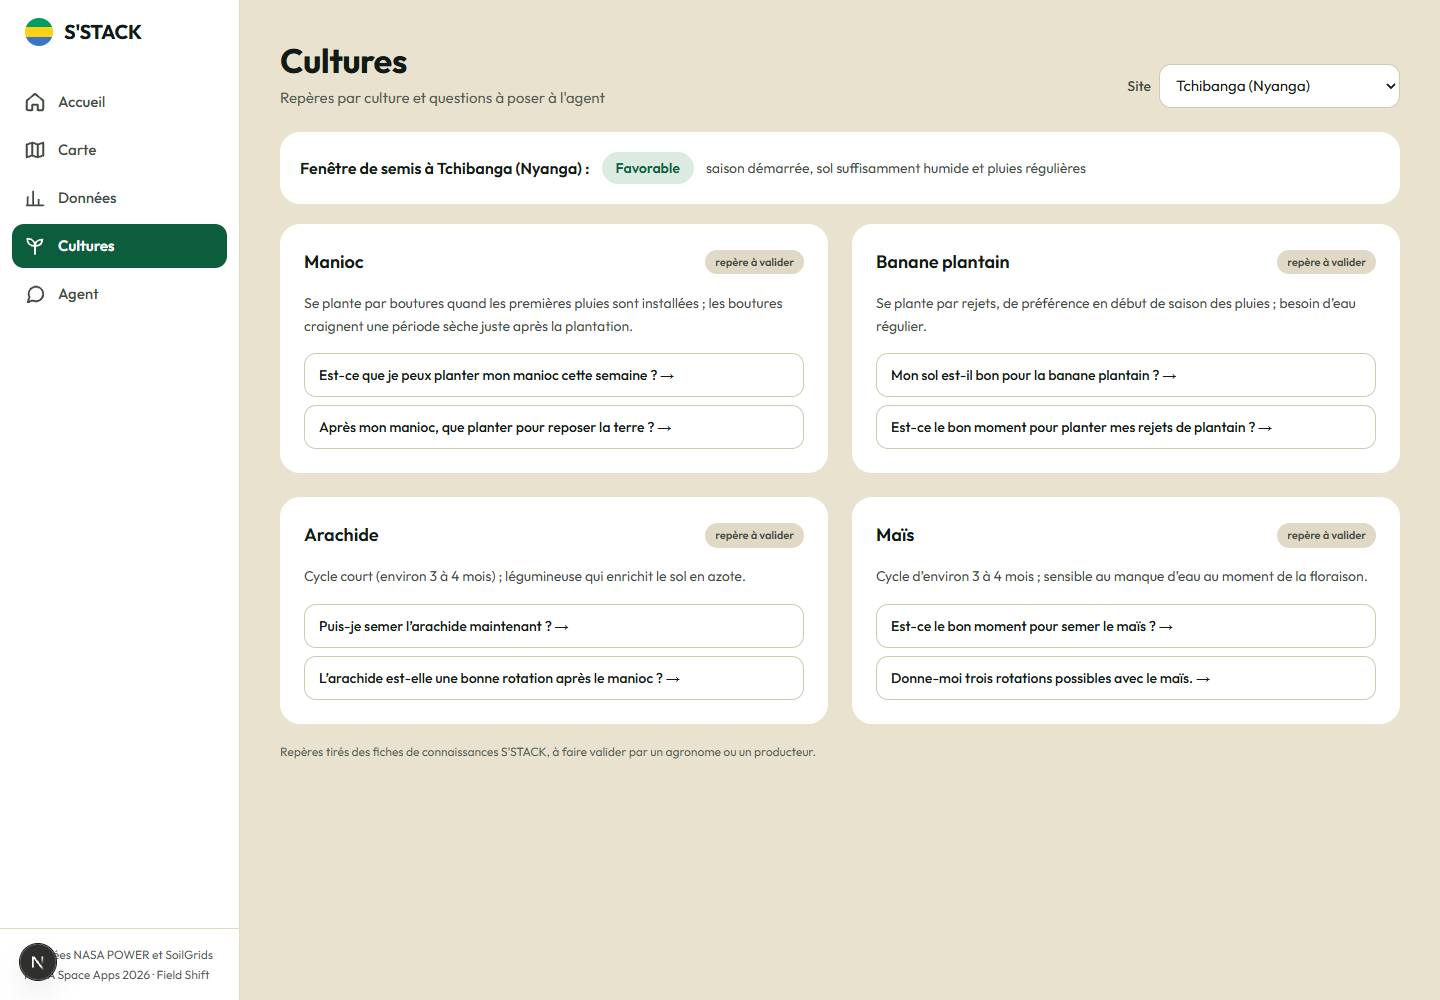 S'STACK
Accueil
Carte
Données
Cultures
Agent
Cultures
Repères par culture et questions à poser à l'agent
Site
Tchibanga (Nyanga)
Fenêtre de semis à Tchibanga (Nyanga) :
Favorable
saison démarrée, sol suffisamment humide et pluies régulières
Manioc
repère à valider
Se plante par boutures quand les premières pluies sont installées ; les boutures
craignent une période sèche juste après la plantation.
Est-ce que je peux planter mon manioc cette semaine ? →
Après mon manioc, que planter pour reposer la terre ? →
Banane plantain
repère à valider
Se plante par rejets, de préférence en début de saison des pluies ; besoin d’eau
régulier.
Mon sol est-il bon pour la banane plantain ? →
Est-ce le bon moment pour planter mes rejets de plantain ? →
Arachide
repère à valider
Cycle court (environ 3 à 4 mois) ; légumineuse qui enrichit le sol en azote.
Puis-je semer l’arachide maintenant ? →
L’arachide est-elle une bonne rotation après le manioc ? →
Maïs
repère à valider
Cycle d’environ 3 à 4 mois ; sensible au manque d’eau au moment de la floraison.
Est-ce le bon moment pour semer le maïs ? →
Donne-moi trois rotations possibles avec le maïs. →
Repères tirés des fiches de connaissances S'STACK, à faire valider par un agronome ou un producteur.
NASA POWER et SoilGrids
Space Apps 2026 · Field Shift
N